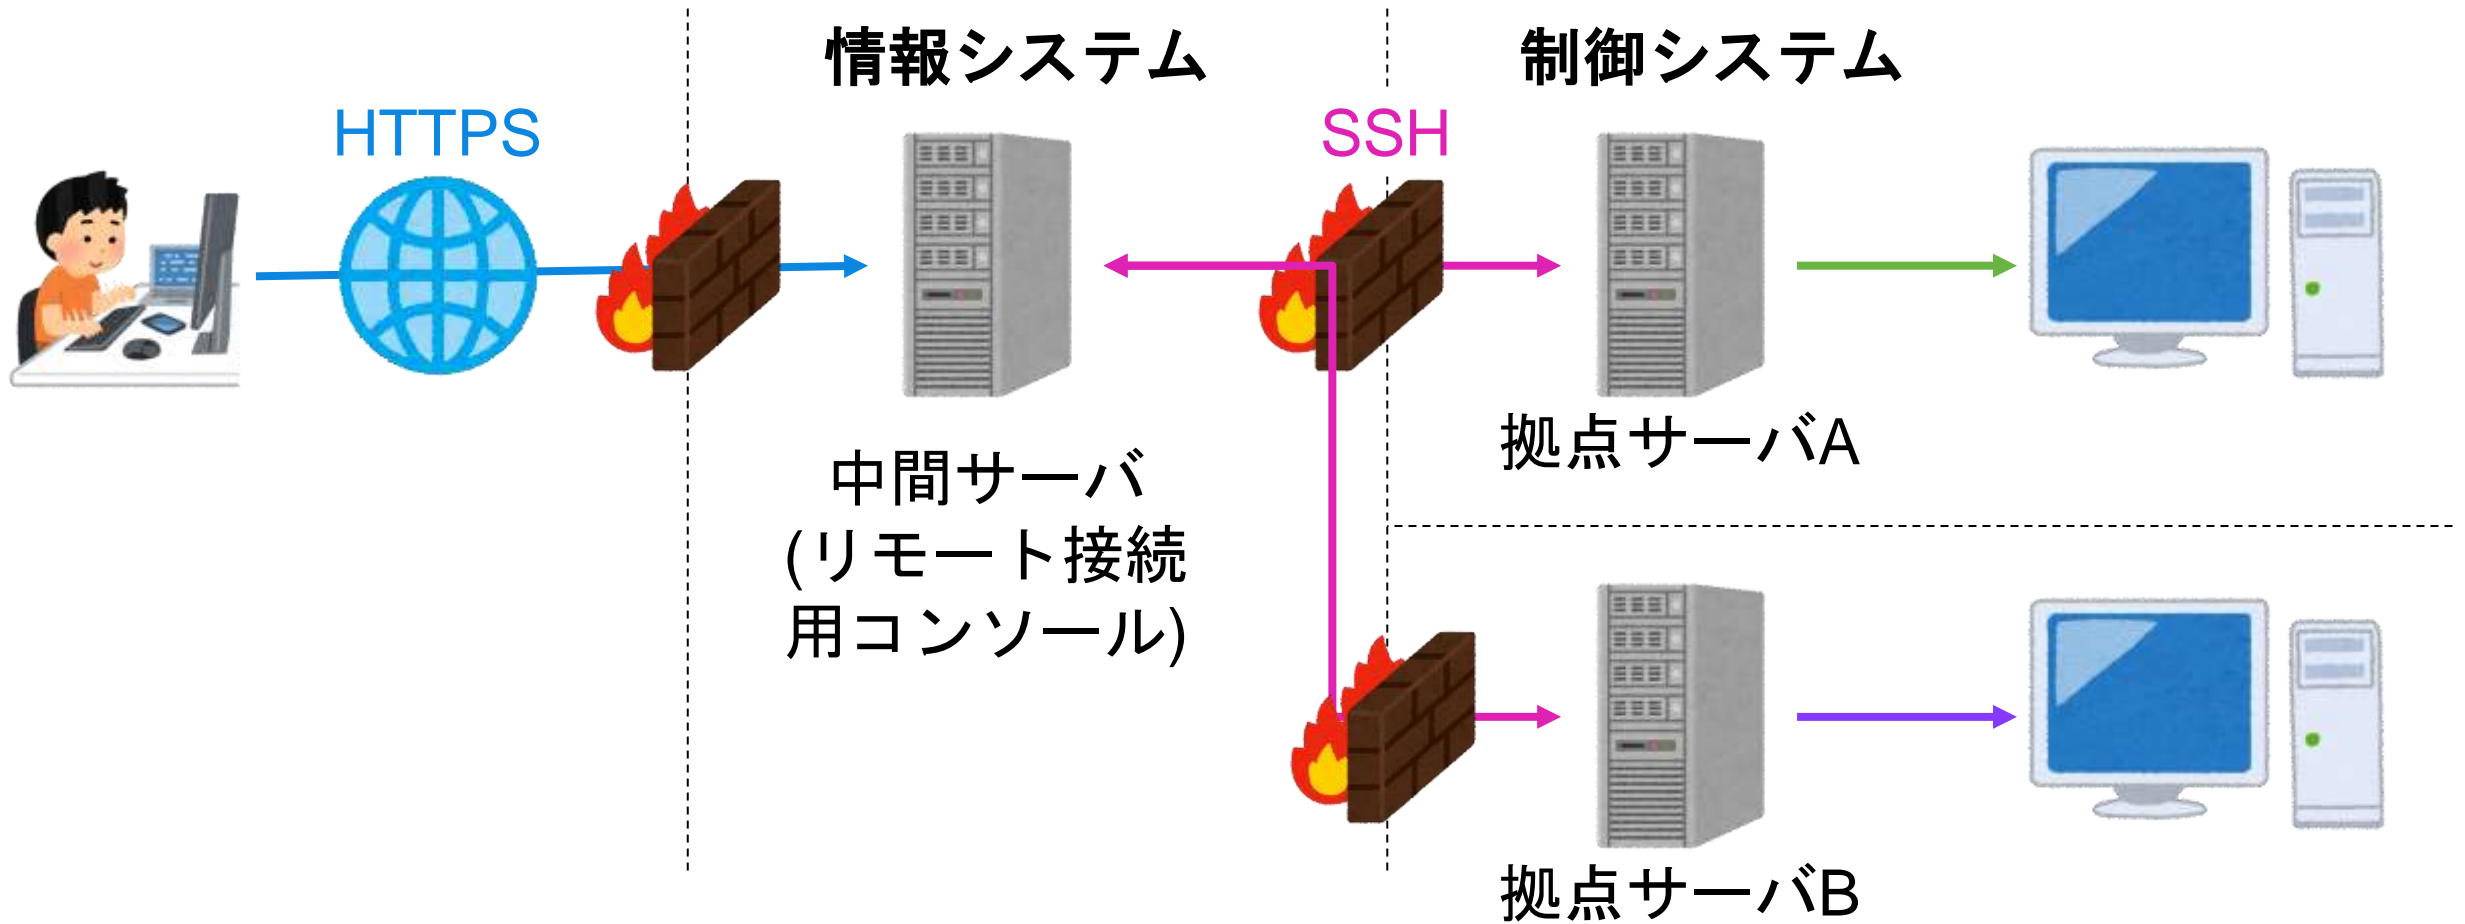 情報システム
制御システム
HTTPS
SSH
拠点サーバA
中間サーバ
(リモート接続
用コンソール)
拠点サーバB